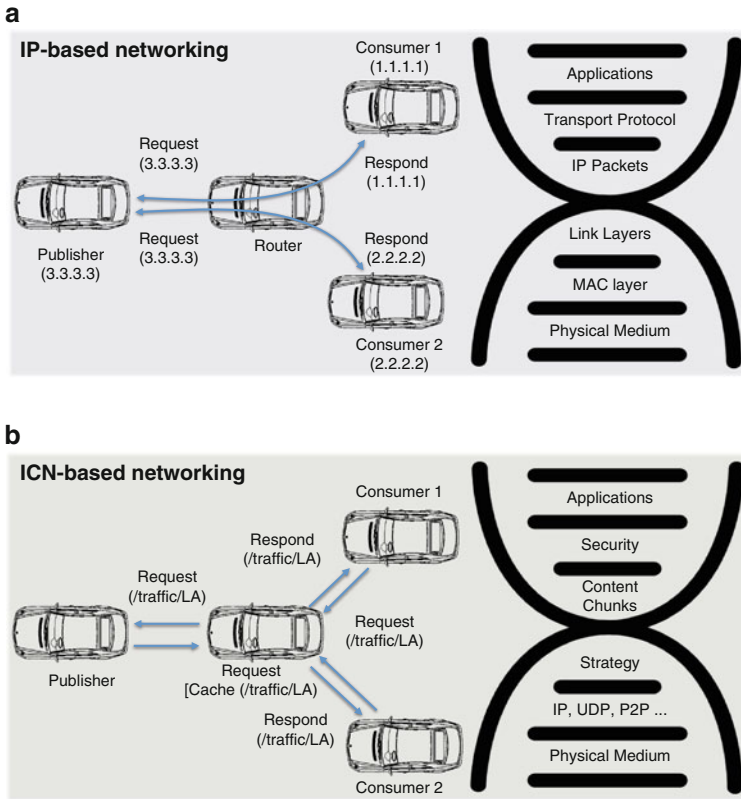 a
IP-based networking
Consumer 1
(1.1.1.1)
Request
(3.3.3.3)
Respond
(1.1.1.1)
Publisher
(3.3.3.3)
Request
(3.3.3.3)
Router
Respond
(2.2.2.2)
Consumer 2
(2.2.2.2)
Applications
Transport Protocol
IP Packets
Link Layers
MAC layer
Physical Medium
b
ICN-based networking
Consumer 1
Respond
(/traffic/LA)
Request
(/traffic/LA)
Request
(/traffic/LA)
Publisher
Request
[Cache (/traffic/LA)
Respond
(/traffic/LA)
Consumer 2
Applications
Security
Content
Chunks
Strategy
IP, UDP, P2P ...
Physical Medium